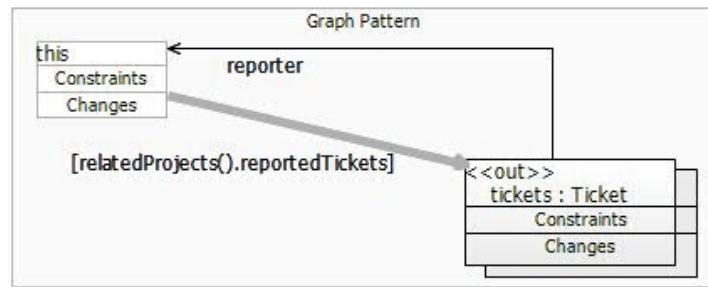 Graph Pattern
this
Constraints
Changes
reporter
[relatedProjects().reportedTickets]
<<out>>
tickets : Ticket
Constraints
Changes